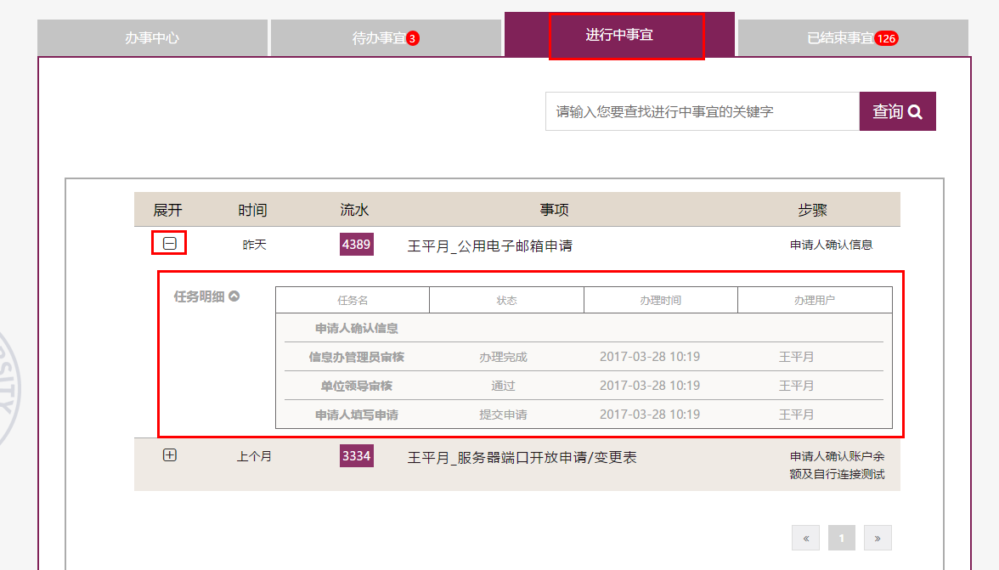 办事中心
待办事宜 3
进行中事宜
已结束事宜 126
请输入您要查找进行中事宜的关键字
查询
展开 时间 流水 事项 步骤
昨天 4389 王平月_公用电子邮箱申请 申请人确认信息
任务明细
任务名 状态 办理时间 办理用户
申请人确认信息
信息办管理员审核 办理完成 2017-03-28 10:19 王平月
单位领导审核 通过 2017-03-28 10:19 王平月
申请人填写申请 提交申请 2017-03-28 10:19 王平月
上个月 3334 王平月_服务器端口开放申请/变更表 申请人确认账户余
额及自行连接测试
« 1 »